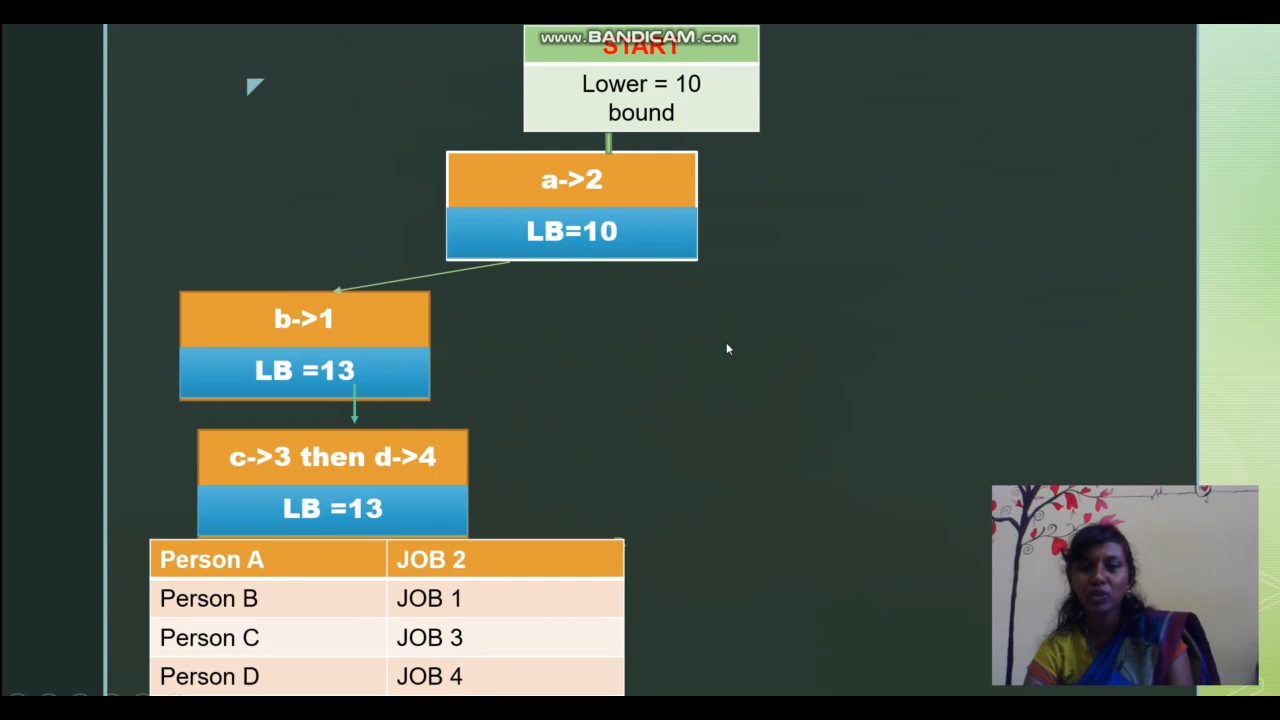 www.BANDICAM.com
START
Lower = 10
bound
a->2
LB=10
b->1
LB =13
c->3 then d->4
LB =13
Person A JOB 2
Person B JOB 1
Person C JOB 3
Person D JOB 4